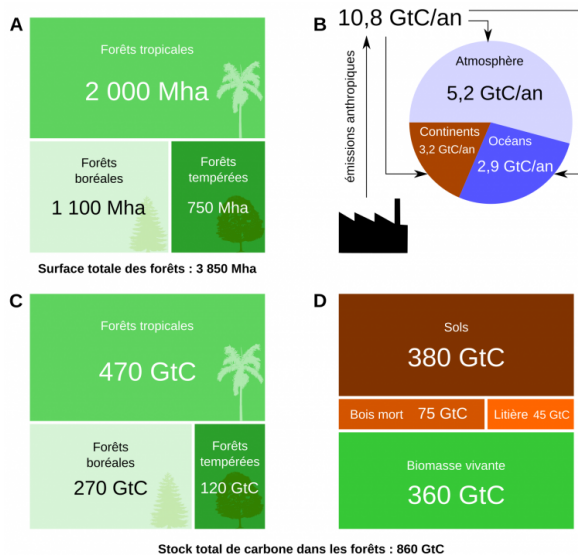 A
Forêts tropicales
2 000 Mha
Forêts
boréales
1 100 Mha
Forêts
tempérées
750 Mha
Surface totale des forêts : 3 850 Mha
B
10,8 GtC/an
émissions anthropiques
Atmosphère
5,2 GtC/an
Continents
3,2 GtC/an
Océans
2,9 GtC/an
C
Forêts tropicales
470 GtC
Forêts
boréales
270 GtC
Forêts
tempérées
120 GtC
D
Sols
380 GtC
Bois mort 75 GtC
Litière 45 GtC
Biomasse vivante
360 GtC
Stock total de carbone dans les forêts : 860 GtC